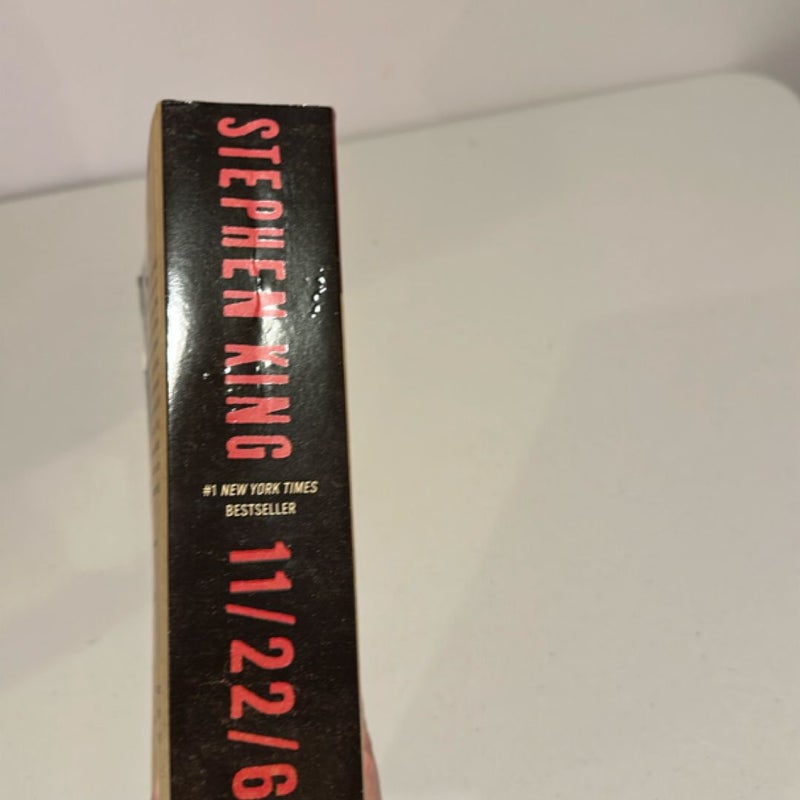 STEPHEN KING
#1 NEW YORK TIMES
BESTSELLER
11/22/6